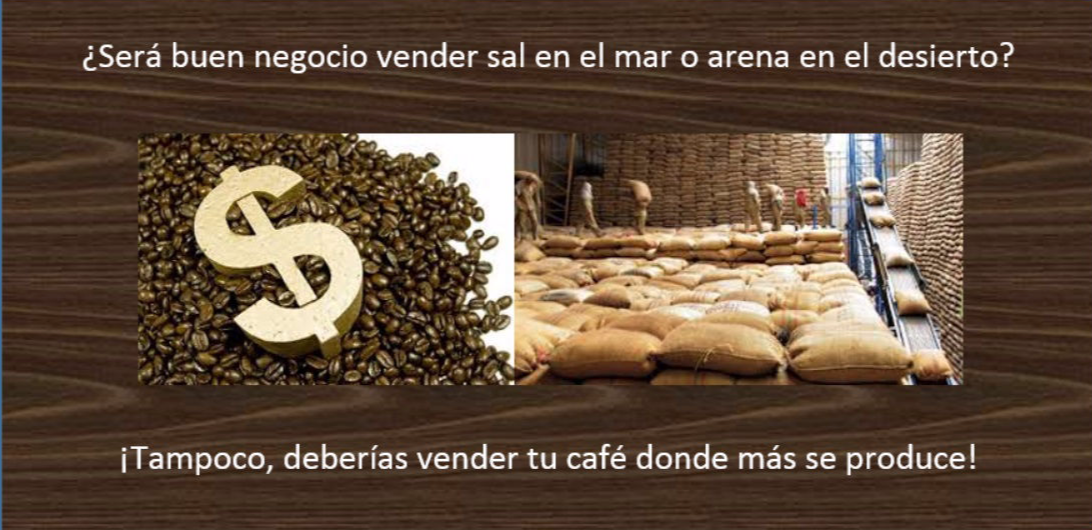 ¿Será buen negocio vender sal en el mar o arena en el desierto?
¡Tampoco, deberías vender tu café donde más se produce!